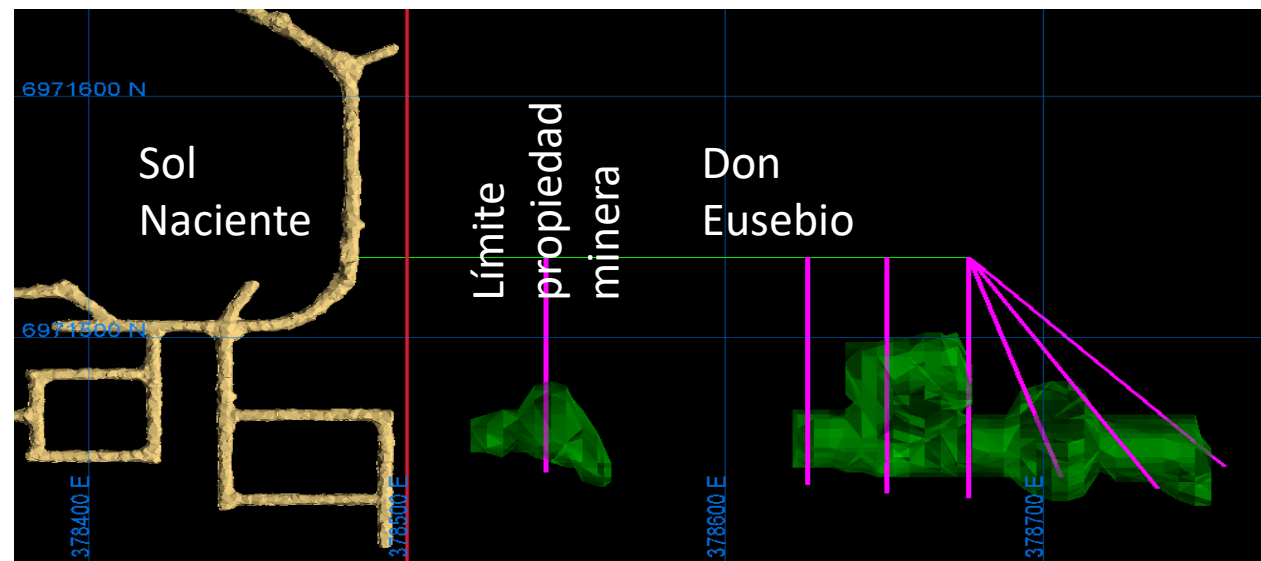 6971600 N
Sol
Naciente
Límite
propiedad
minera
Don
Eusebio
6971500 N
378400 E
378500 E
378600 E
378700 E